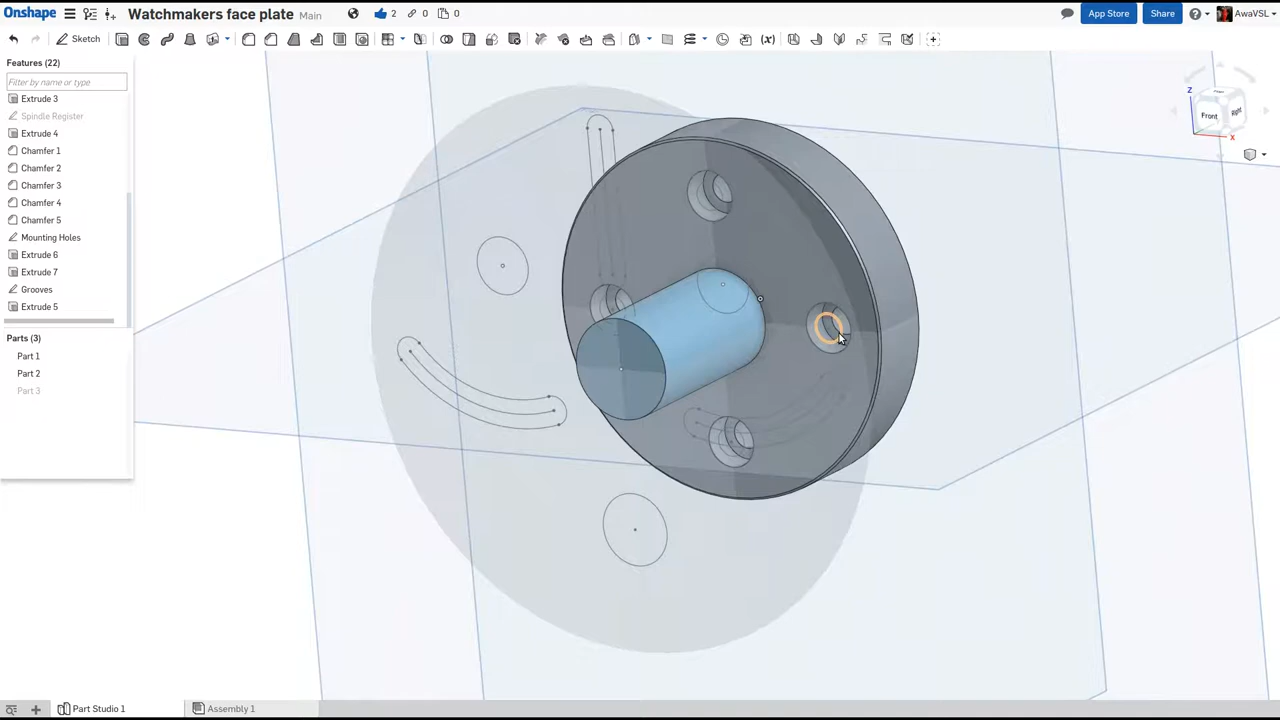 Onshape
Watchmakers face plate Main
2
0
0
App Store
Share
AwaVSL
Sketch
(x)
Features (22)
Filter by name or type
Extrude 3
Spindle Register
Extrude 4
Chamfer 1
Chamfer 2
Chamfer 3
Chamfer 4
Chamfer 5
Mounting Holes
Extrude 6
Extrude 7
Grooves
Extrude 5
Parts (3)
Part 1
Part 2
Part 3
Z
Front
Right
X
Part Studio 1
Assembly 1